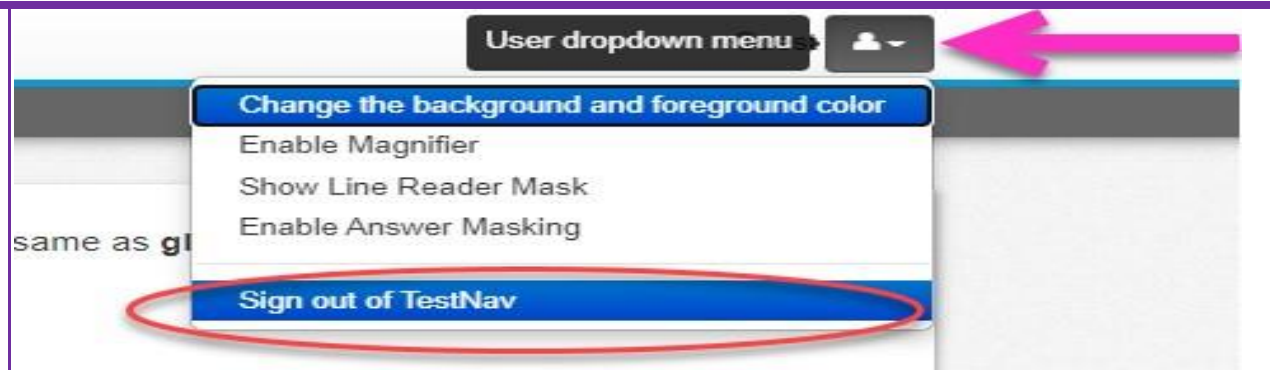 User dropdown menu
Change the background and foreground color
Enable Magnifier
Show Line Reader Mask
Enable Answer Masking
same as gl
Sign out of TestNav